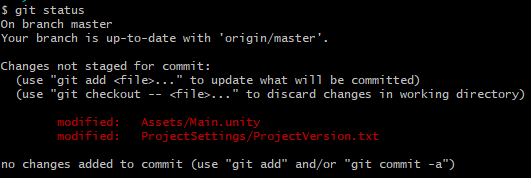 $ git status
On branch master
Your branch is up-to-date with 'origin/master'.
Changes not staged for commit:
(use "git add <file>..." to update what will be committed)
(use "git checkout -- <file>..." to discard changes in working directory)
modified: Assets/Main.unity
modified: ProjectSettings/ProjectVersion.txt
no changes added to commit (use "git add" and/or "git commit -a")